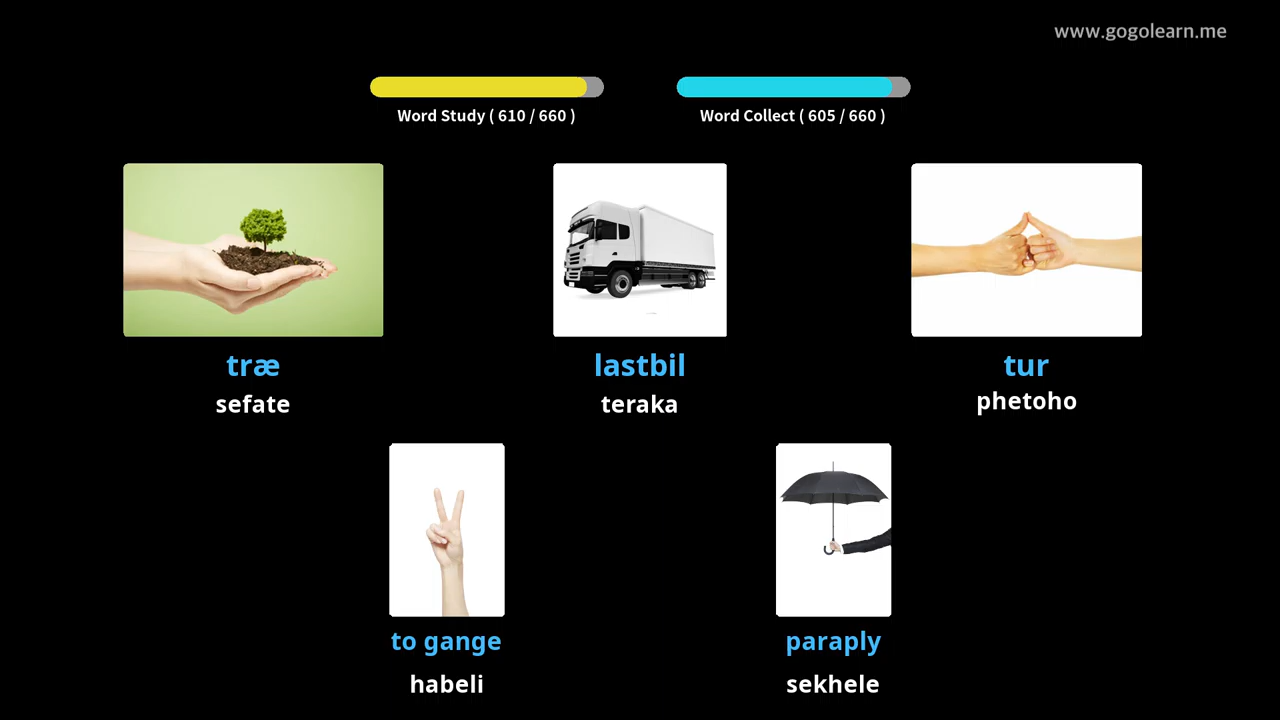 www.gogolearn.me
Word Study ( 610 / 660 )
Word Collect ( 605 / 660 )
træ
lastbil
tur
sefate
teraka
phetoho
to gange
paraply
habeli
sekhele